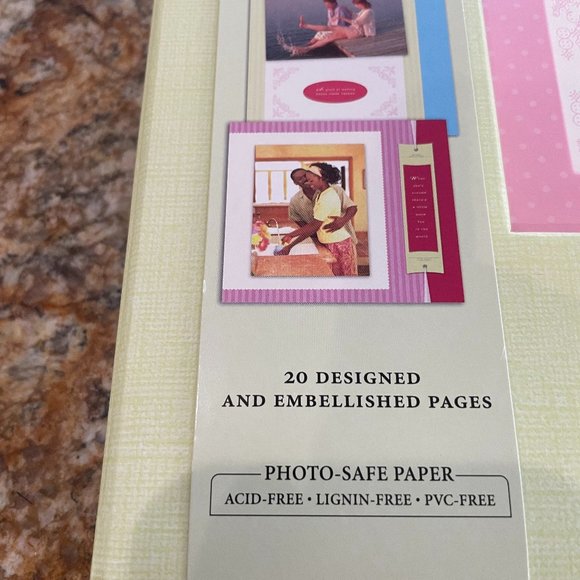 20 DESIGNED
AND EMBELLISHED PAGES
PHOTO-SAFE PAPER
ACID-FREE • LIGNIN-FREE • PVC-FREE